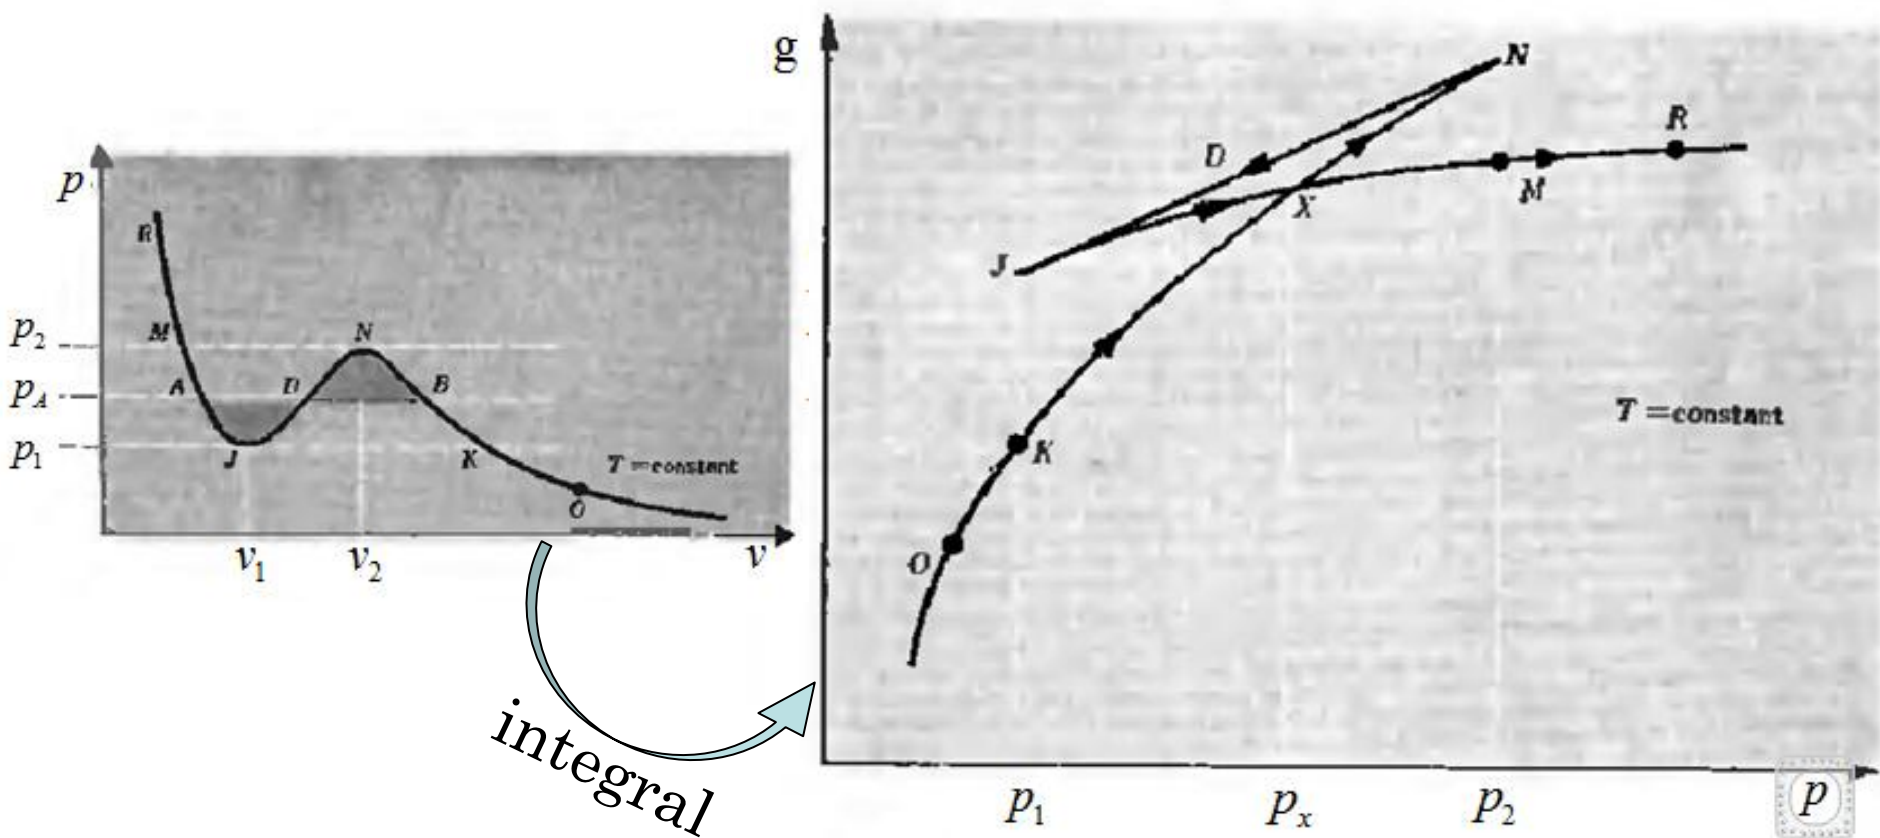 p
R
M
N
p2
A
D
B
pA
p1
J
K
T = constant
O
v1
v2
v
integral
g
N
R
D
M
X
J
T = constant
K
O
p1
px
p2
p